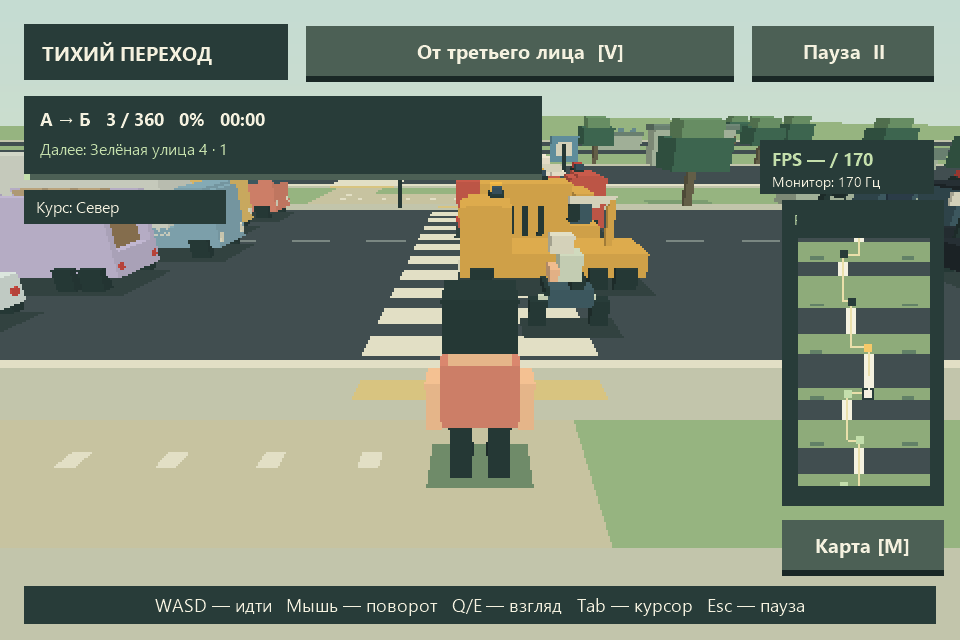 ТИХИЙ ПЕРЕХОД
От третьего лица [V]
Пауза II
А → Б 3 / 360 0% 00:00
Далее: Зелёная улица 4 · 1
FPS — / 170
Монитор: 170 Гц
Курс: Север
Карта [M]
WASD — идти Мышь — поворот Q/E — взгляд Tab — курсор Esc — пауза